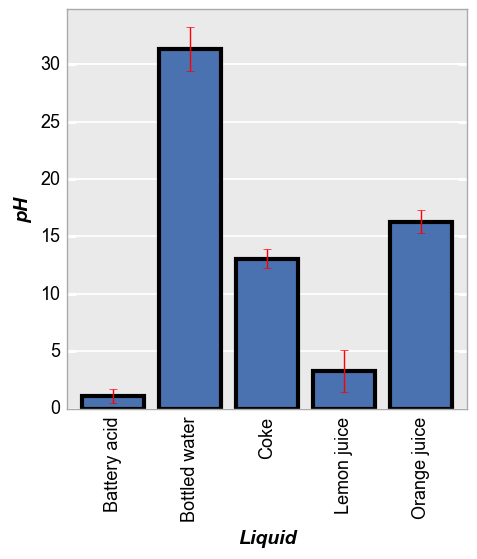 pH
30
25
20
15
10
5
0
Battery acid
Bottled water
Coke
Lemon juice
Orange juice
Liquid